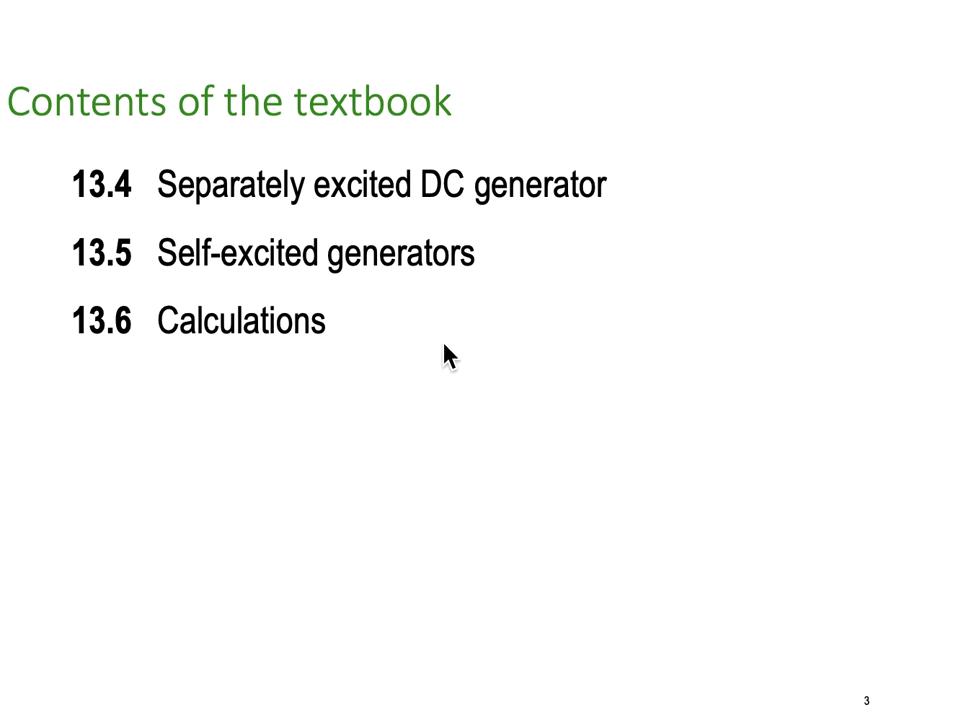 Contents of the textbook
13.4 Separately excited DC generator
13.5 Self-excited generators
13.6 Calculations
3